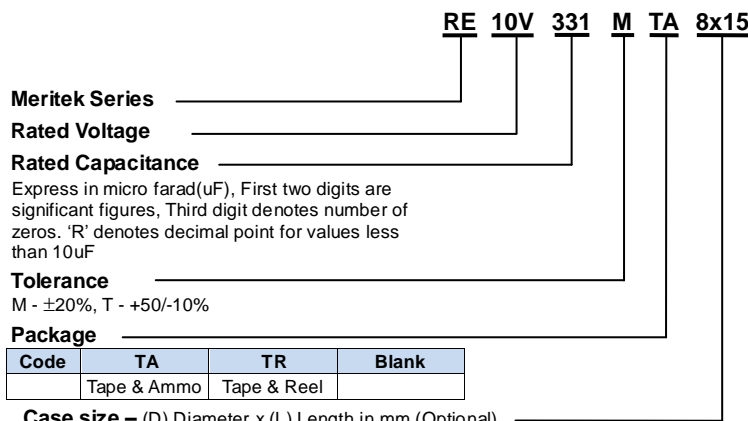 RE 10V 331 M TA 8x15
Meritek Series
Rated Voltage
Rated Capacitance
Express in micro farad(uF), First two digits are
significant figures, Third digit denotes number of
zeros. ‘R’ denotes decimal point for values less
than 10uF
Tolerance
M - ±20%, T - +50/-10%
Package
Code TA TR Blank
Tape & Ammo Tape & Reel
Case size – (D) Diameter x (L) Length in mm (Optional)